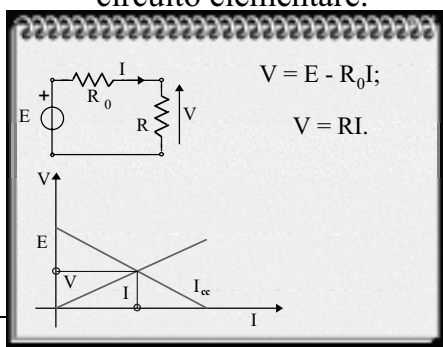 circuito elementare.
I
R0
+
E
R
V
V = E - R0I;
V = RI.
V
E
V
I
Icc
I